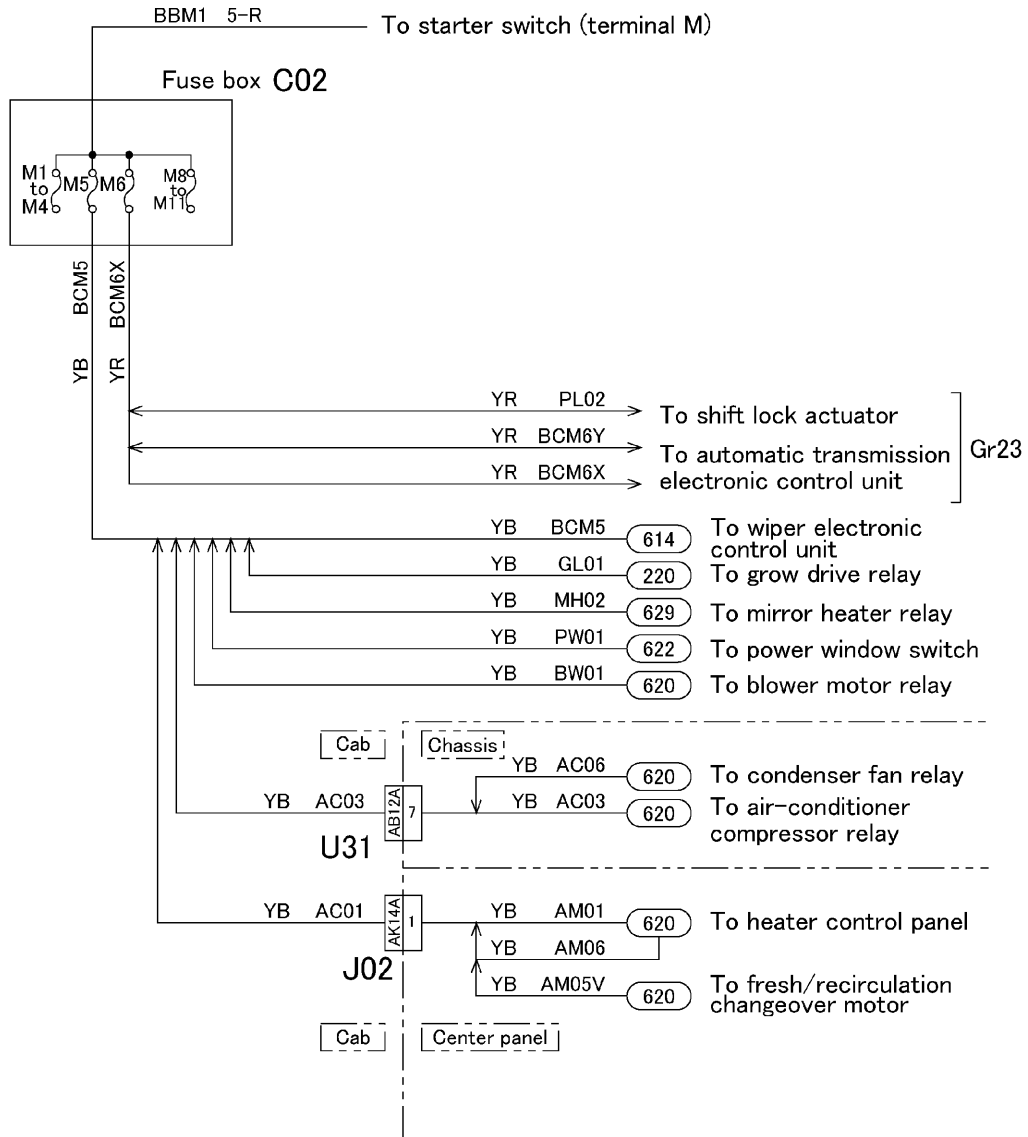 BBM1 5-R To starter switch (terminal M)
Fuse box C02
M1
to
M4
M5
M6
M8
to
M11
YB BCM5
YR BCM6X
YR PL02 To shift lock actuator
YR BCM6Y To automatic transmission
YR BCM6X electronic control unit
Gr23
YB BCM5 614 To wiper electronic
control unit
YB GL01 220 To grow drive relay
YB MH02 629 To mirror heater relay
YB PW01 622 To power window switch
YB BW01 620 To blower motor relay
Cab Chassis
YB AC06 620 To condenser fan relay
YB AC03 AB12A 7 YB AC03 620 To air-conditioner
compressor relay
U31
YB AC01 AK14A 1 YB AM01 620 To heater control panel
YB AM06
J02
YB AM05V 620 To fresh/recirculation
changeover motor
Cab Center panel